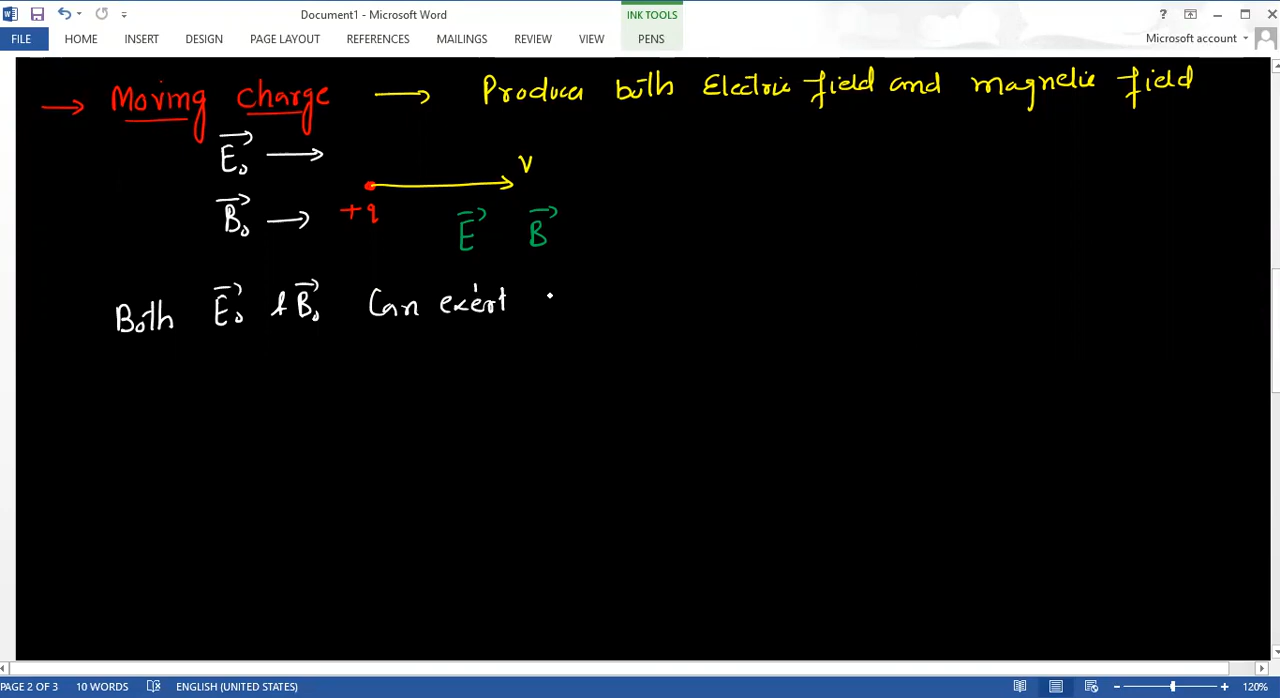 Document1 - Microsoft Word
INK TOOLS
?
FILE HOME INSERT DESIGN PAGE LAYOUT REFERENCES MAILINGS REVIEW VIEW PENS Microsoft account
→ Moving Charge → Produces both Electric field and magnetic field
E₀ →
V
B₀ → +q
E B
Both E₀ & B₀ Can exert
PAGE 2 OF 3 10 WORDS ENGLISH (UNITED STATES) 120%